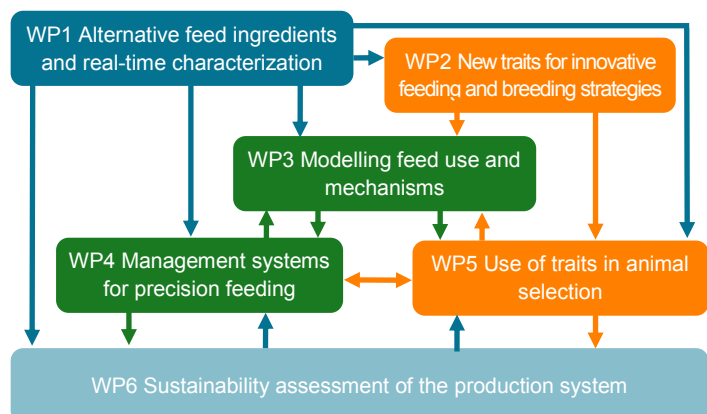 WP1 Alternative feed ingredients
and real-time characterization
WP2 New traits for innovative
feeding and breeding strategies
WP3 Modelling feed use and
mechanisms
WP4 Management systems
for precision feeding
WP5 Use of traits in animal
selection
WP6 Sustainability assessment of the production system